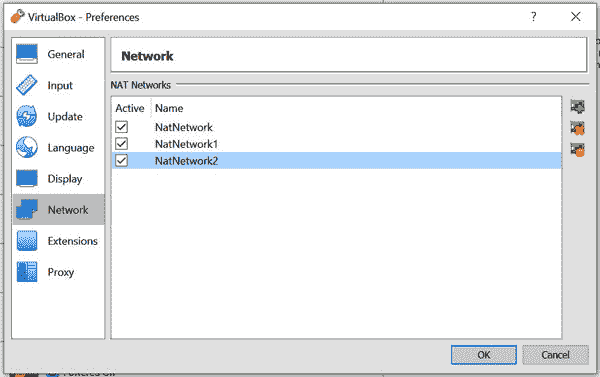 VirtualBox - Preferences
General
Input
Update
Language
Display
Network
Extensions
Proxy
Network
NAT Networks
Active Name
NatNetwork
NatNetwork1
NatNetwork2
OK Cancel